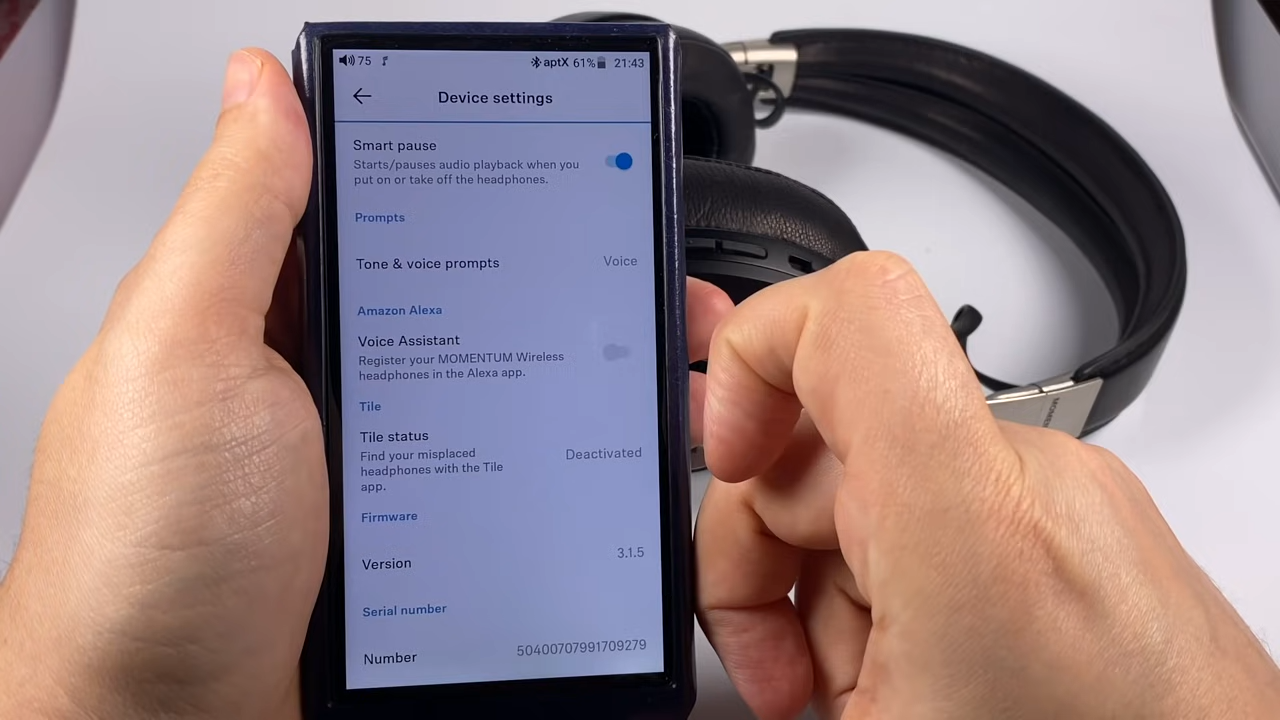 75 aptX 61% 21:43
Device settings
Smart pause
Starts/pauses audio playback when you
put on or take off the headphones.
Prompts
Tone & voice prompts Voice
Amazon Alexa
Voice Assistant
Register your MOMENTUM Wireless
headphones in the Alexa app.
Tile
Tile status
Find your misplaced Deactivated
headphones with the Tile
app.
Firmware
Version 3.1.5
Serial number
Number 50400707991709279